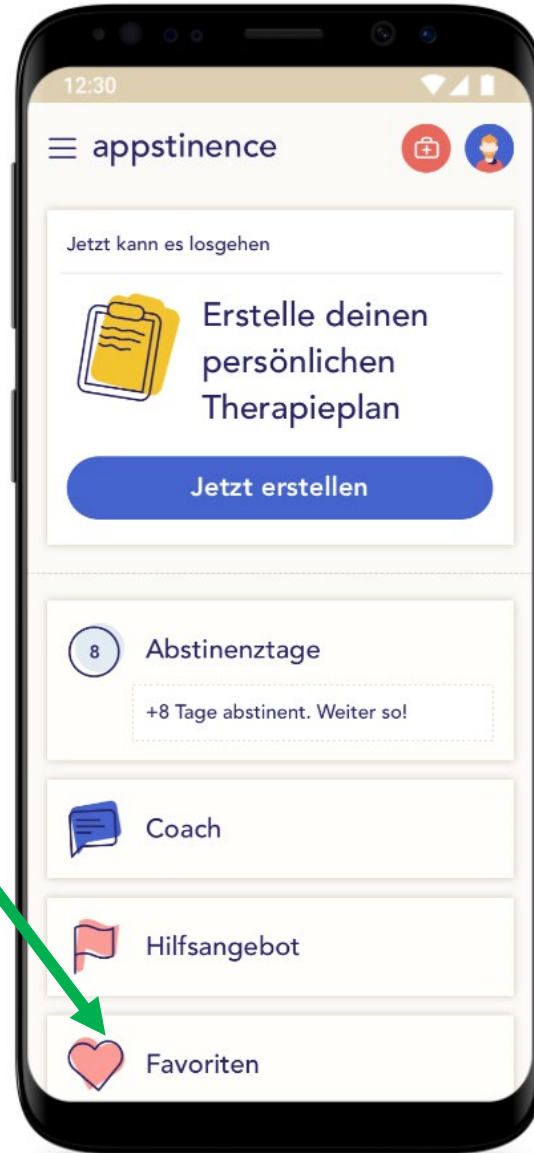 12:30
appstinence
Jetzt kann es losgehen
Erstelle deinen
persönlichen
Therapieplan
Jetzt erstellen
8
Abstinenztage
+8 Tage abstinent. Weiter so!
Coach
Hilfsangebot
Favoriten